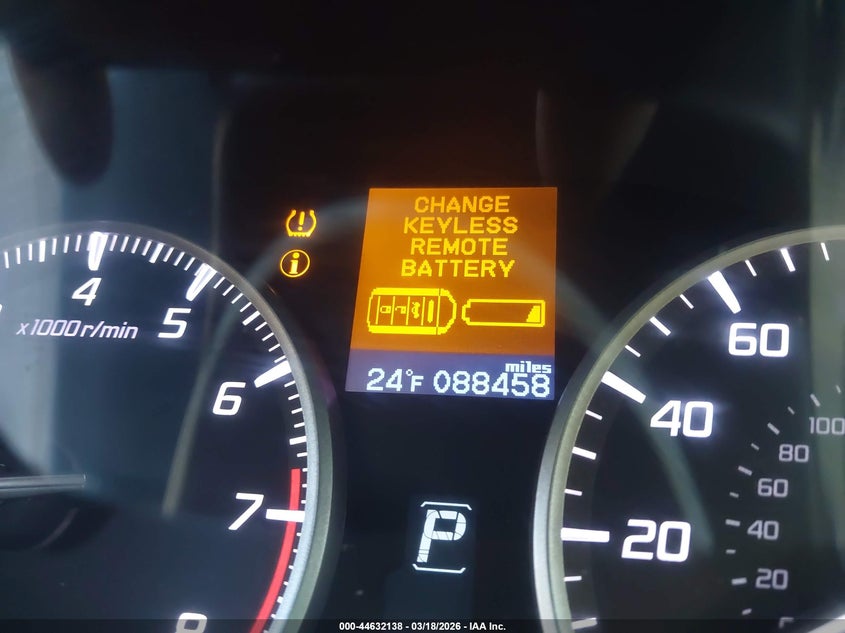 CHANGE
KEYLESS
REMOTE
BATTERY
miles
24°F 088458
4
5
x1000r/min
6
7
8
P
60
40
20
100
80
60
40
20
000-44632138 - 03/18/2026 - IAA Inc.